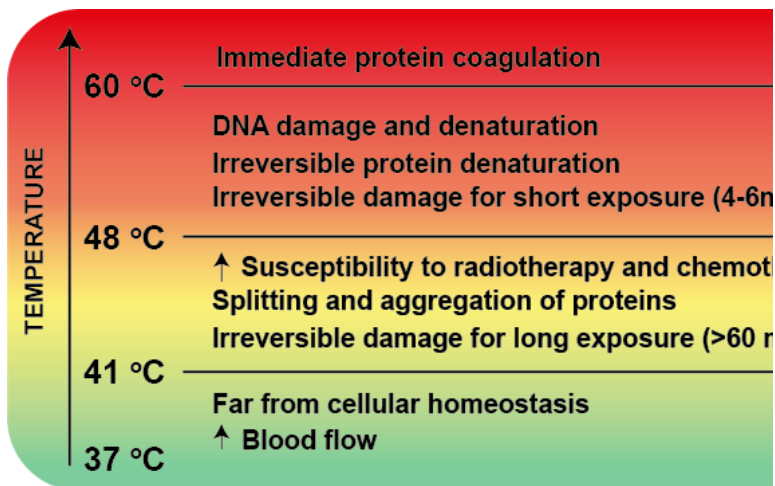 Immediate protein coagulation
60 °C
DNA damage and denaturation
Irreversible protein denaturation
Irreversible damage for short exposure (4-6
48 °C
↑ Susceptibility to radiotherapy and
Splitting and aggregation of proteins
Irreversible damage for long exposure (>60
41 °C
Far from cellular homeostasis
↑ Blood flow
37 °C
TEMPERATURE